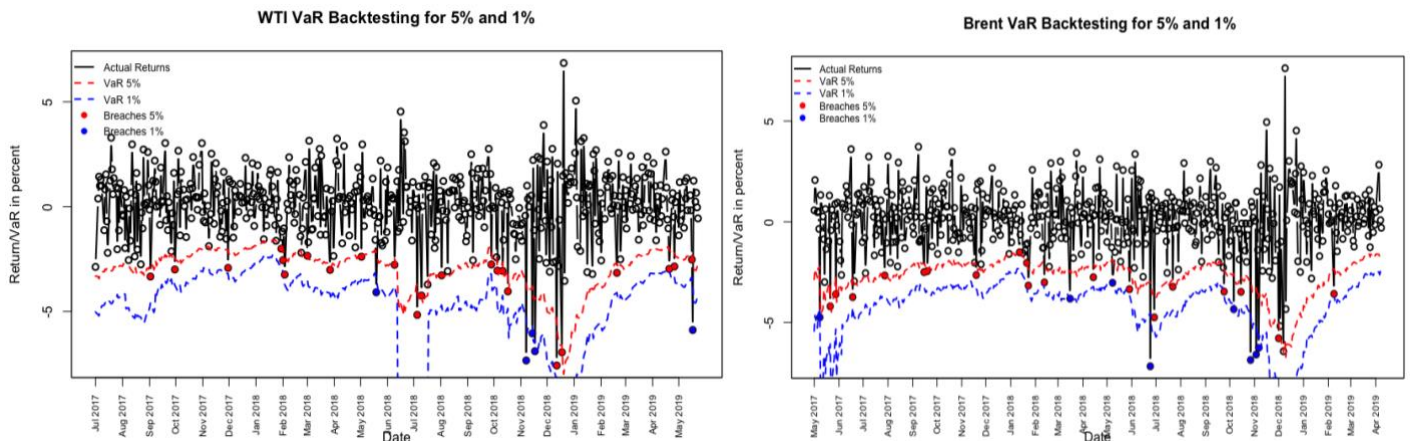 WTI VaR Backtesting for 5% and 1%
Return/VaR in percent
5
0
-5
Actual Returns
VaR 5%
VaR 1%
Breaches 5%
Breaches 1%
Jul 2017
Aug 2017
Sep 2017
Oct 2017
Nov 2017
Dec 2017
Jan 2018
Feb 2018
Mar 2018
Apr 2018
May 2018
Jun 2018
Jul 2018
Aug 2018
Sep 2018
Oct 2018
Nov 2018
Dec 2018
Jan 2019
Feb 2019
Mar 2019
Apr 2019
May 2019
Date
Brent VaR Backtesting for 5% and 1%
Return/VaR in percent
5
0
-5
Actual Returns
VaR 5%
VaR 1%
Breaches 5%
Breaches 1%
May 2017
Jun 2017
Jul 2017
Aug 2017
Sep 2017
Oct 2017
Nov 2017
Dec 2017
Jan 2018
Feb 2018
Mar 2018
Apr 2018
May 2018
Jun 2018
Jul 2018
Aug 2018
Sep 2018
Oct 2018
Nov 2018
Dec 2018
Jan 2019
Feb 2019
Mar 2019
Apr 2019
Date